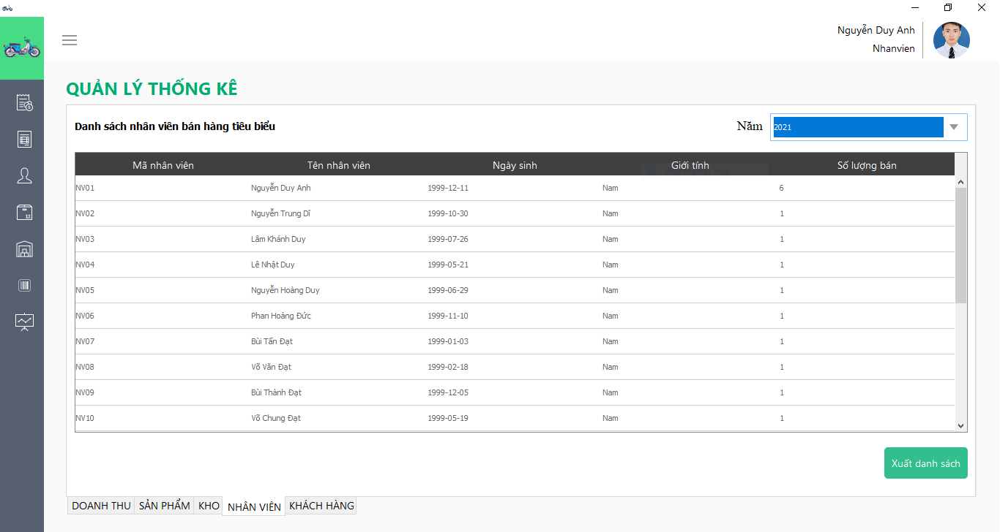 Nguyễn Duy Anh
Nhanvien
QUẢN LÝ THỐNG KÊ
Danh sách nhân viên bán hàng tiêu biểu Năm 2021
Mã nhân viên Tên nhân viên Ngày sinh Giới tính Số lượng bán
NV01 Nguyễn Duy Anh 1999-12-11 Nam 6
NV02 Nguyễn Trung Dĩ 1999-10-30 Nam 1
NV03 Lâm Khánh Duy 1999-07-26 Nam 1
NV04 Lê Nhật Duy 1999-05-21 Nam 1
NV05 Nguyễn Hoàng Duy 1999-06-29 Nam 1
NV06 Phan Hoàng Đức 1999-11-10 Nam 1
NV07 Bùi Tấn Đạt 1999-01-03 Nam 1
NV08 Võ Văn Đạt 1999-02-18 Nam 1
NV09 Bùi Thành Đạt 1999-12-05 Nam 1
NV10 Võ Chung Đạt 1999-05-19 Nam 1
Xuất danh sách
DOANH THU SẢN PHẨM KHO NHÂN VIÊN KHÁCH HÀNG